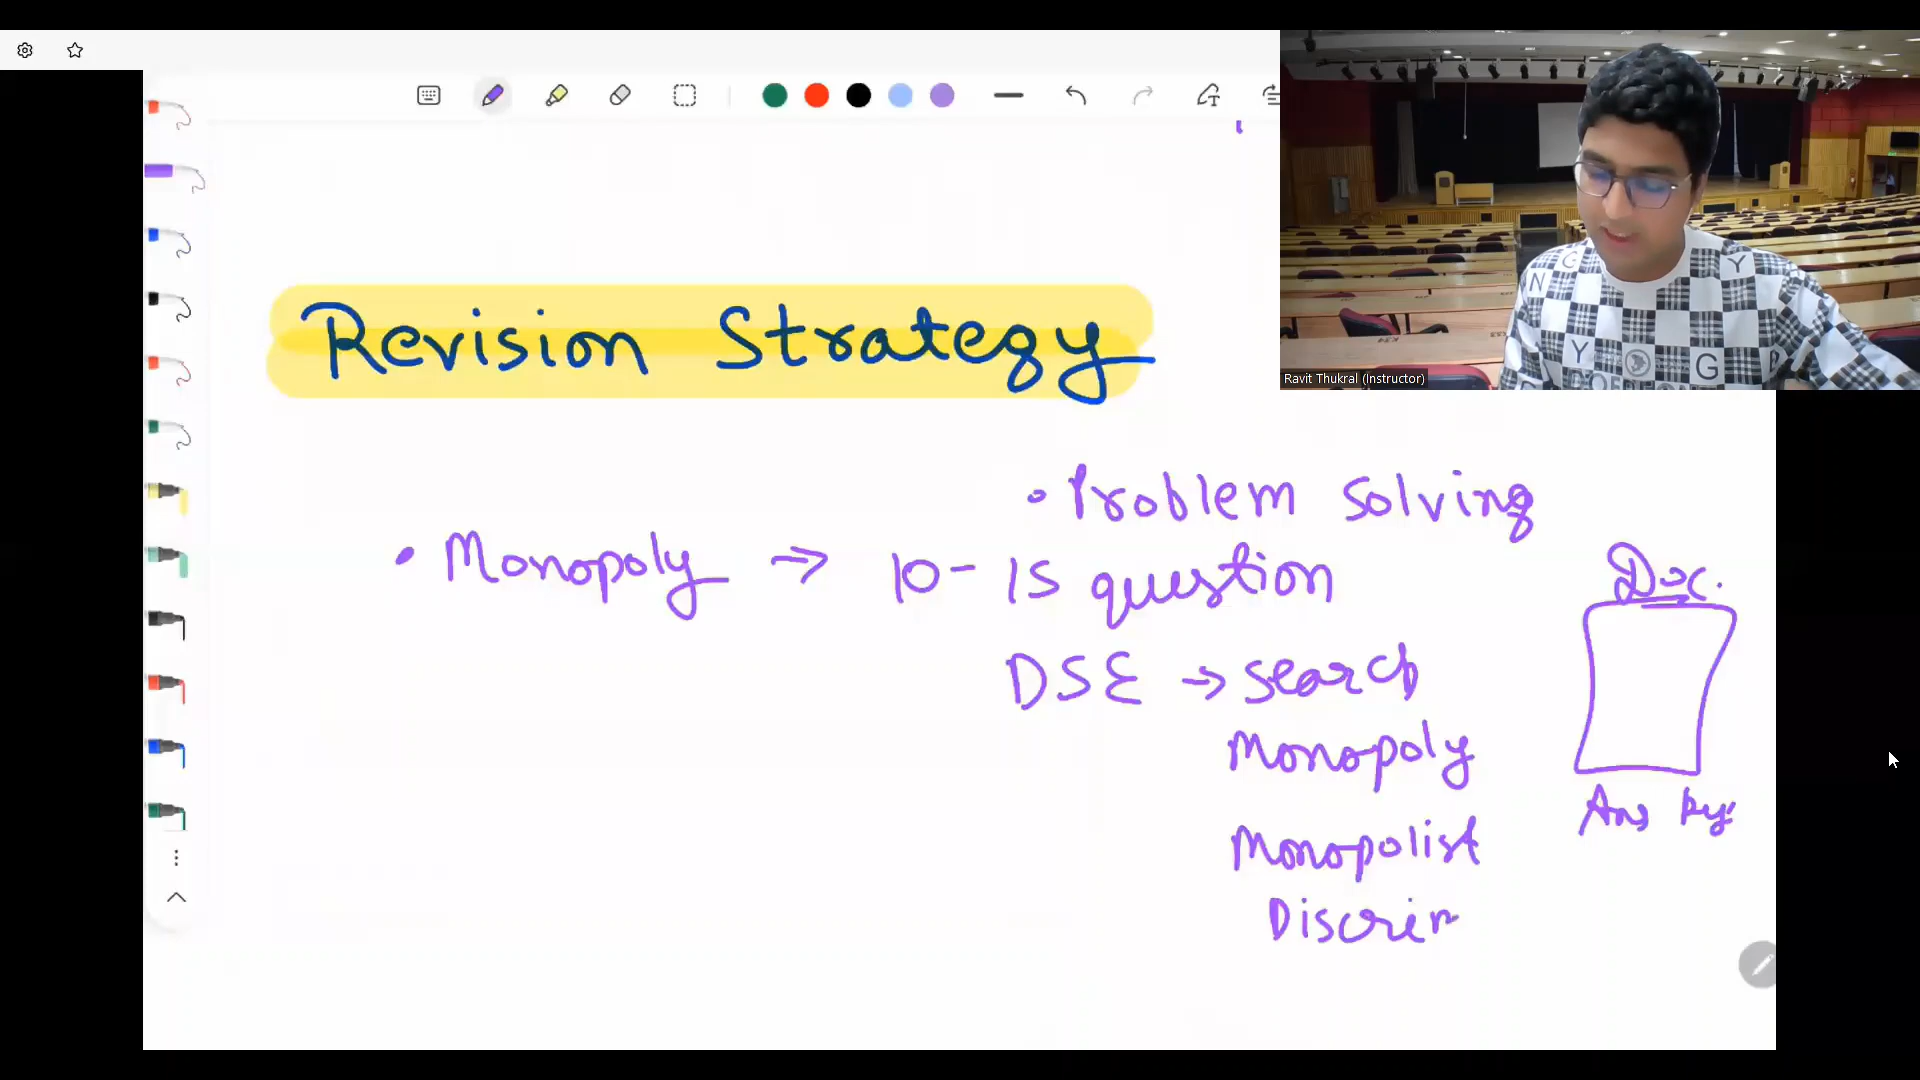 Ravit Thukral (Instructor)
Revision Strategy
• Problem Solving
• Monopoly → 10 - 15 question
Doc.
DSE → search
Monopoly
Ans key
Monopolist
Discrim